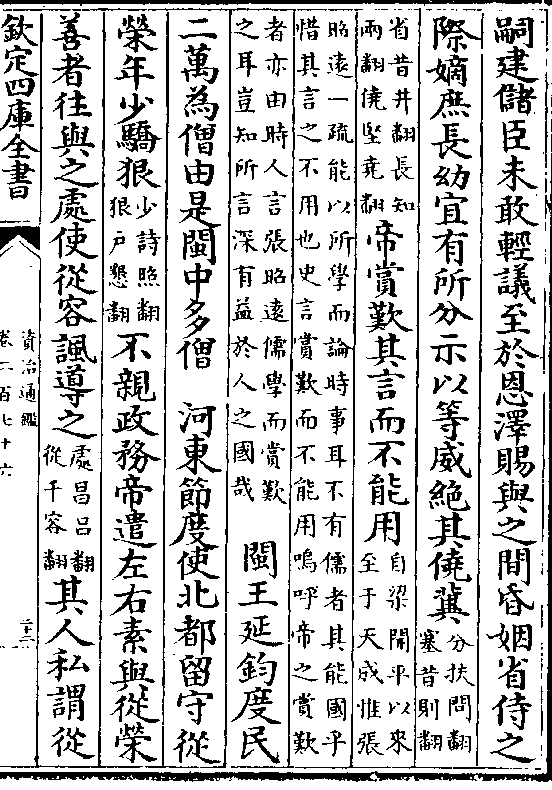 嗣建儲臣未敢輕議至於恩澤賜與之間昏姻省侍之
際嫡庶長幼宜有所分示以等威絶其僥冀分扶問翻塞昔則翻
省昔井翻長知兩翻僥堅堯翻帝賞歎其言而不能用自梁開平以來至于天成惟張
昭遠一疏能以所學而論時事耳不有儒者其能國乎
惜其言之不用也史言賞歎而不能用嗚呼帝之賞歎
者亦由時人言張昭遠儒學而賞歎之耳豈知所言深有益於人之國哉 閩王延鈞度民
二萬為僧由是閩中多僧 河東節度使北都留守從
榮年少驕狠少詩照翻狠户懇翻不親政務帝遣左右素與從榮
善者往與之處使從容諷導之處昌呂翻從千容翻其人私謂從
欽定四庫全書
資治通鑑
卷二百七十六